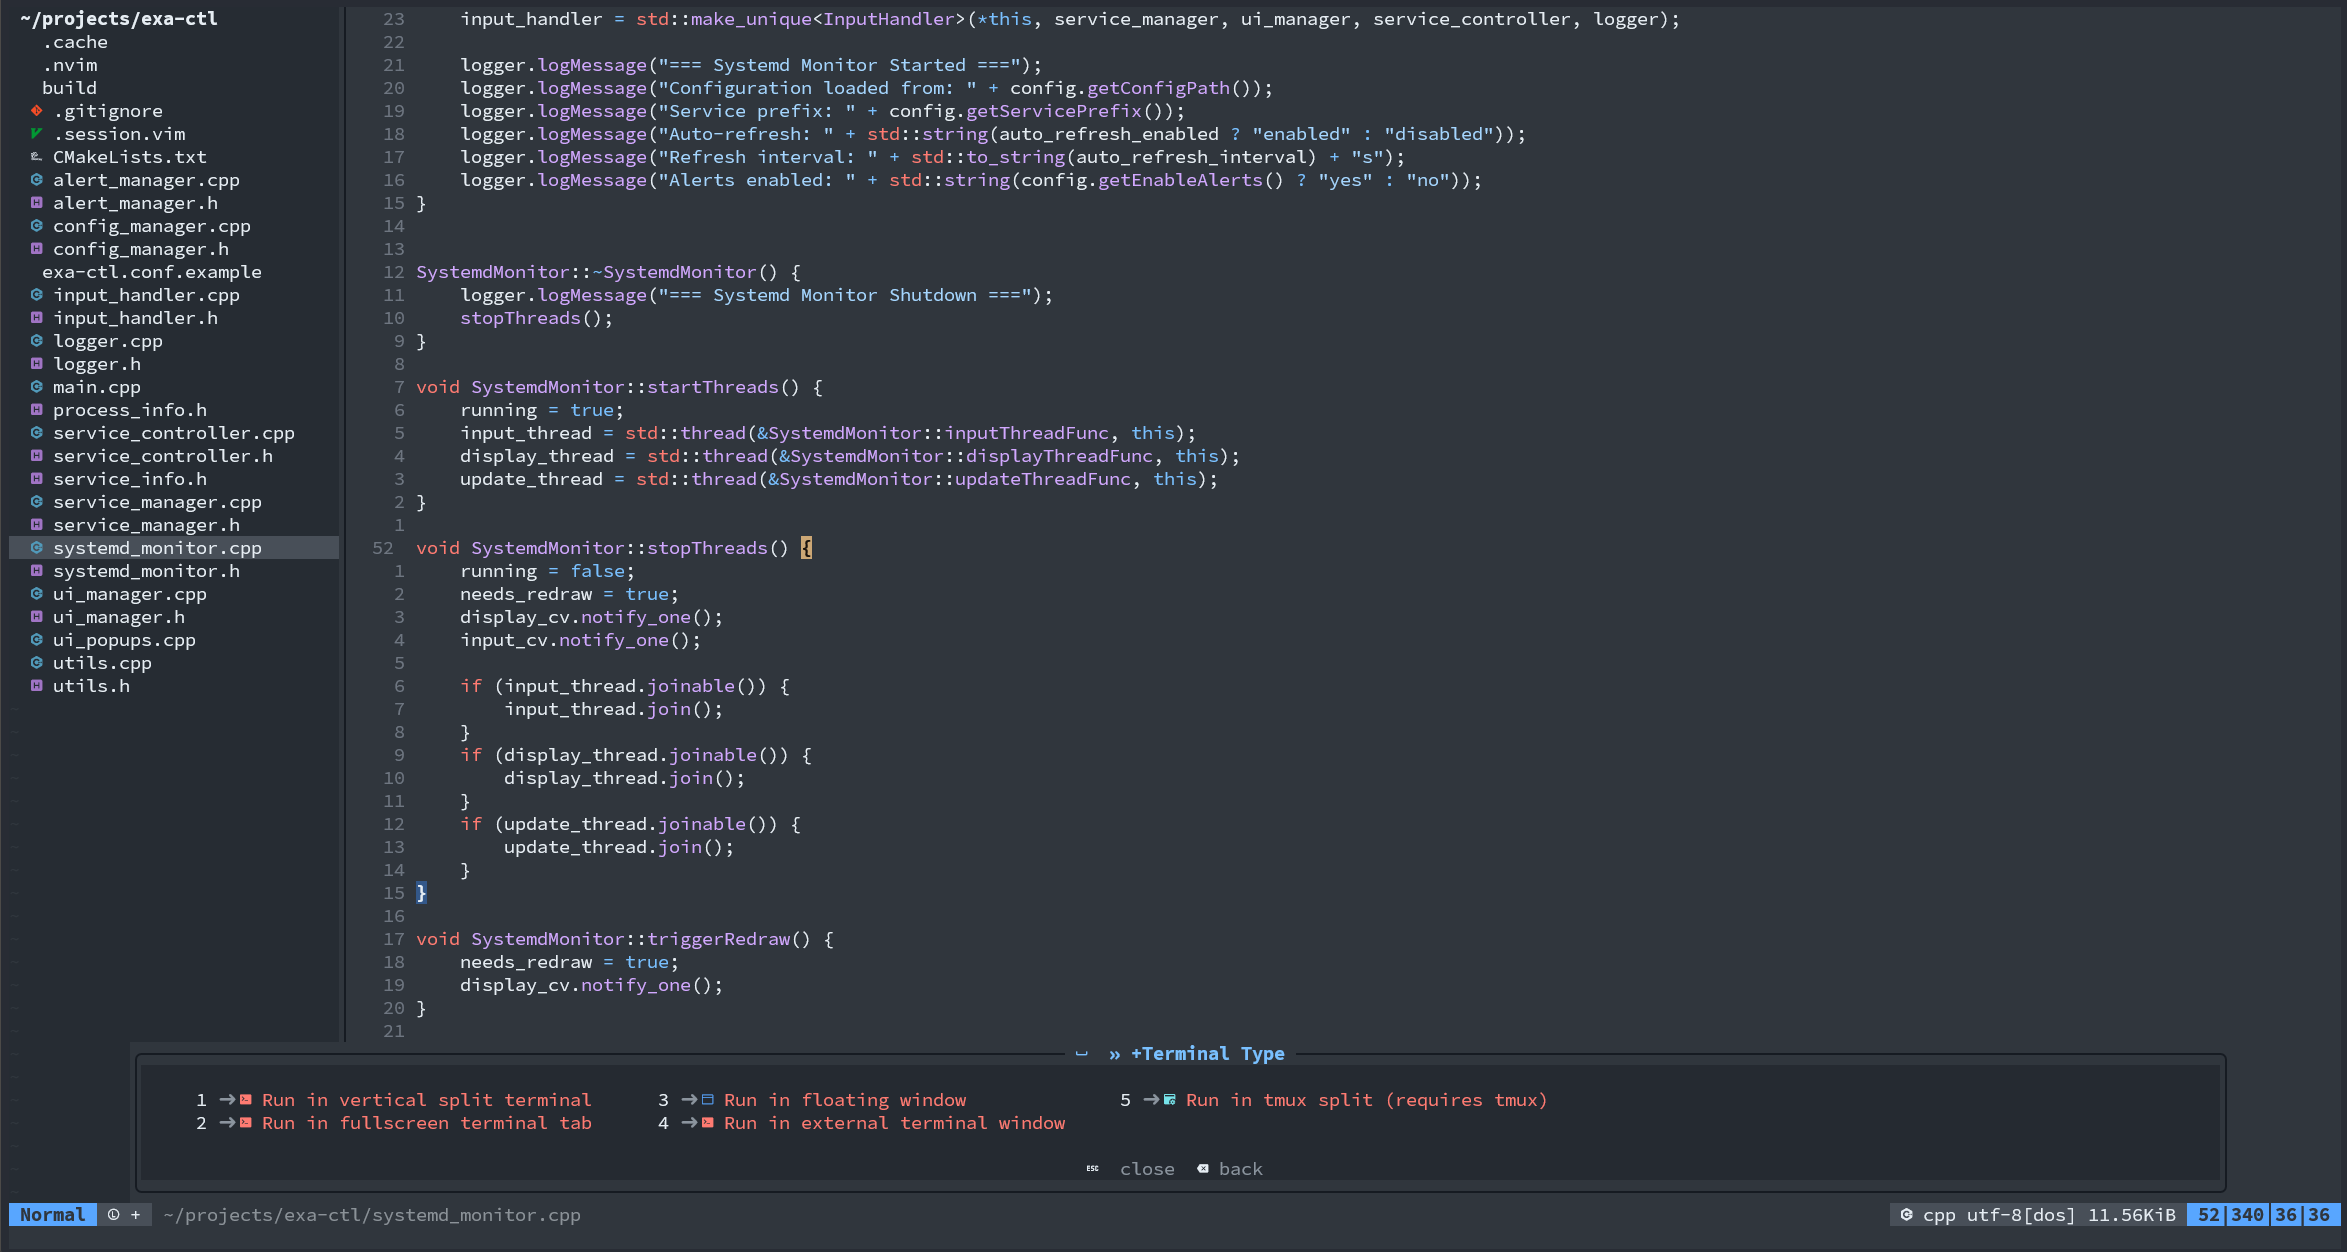 ~/projects/exa-ctl
.cache
.nvim
build
.gitignore
.session.vim
CMakeLists.txt
alert_manager.cpp
alert_manager.h
config_manager.cpp
config_manager.h
exa-ctl.conf.example
input_handler.cpp
input_handler.h
logger.cpp
logger.h
main.cpp
process_info.h
service_controller.cpp
service_controller.h
service_info.h
service_manager.cpp
service_manager.h
systemd_monitor.cpp
systemd_monitor.h
ui_manager.cpp
ui_manager.h
ui_popups.cpp
utils.cpp
utils.h
23     input_handler = std::make_unique<InputHandler>(*this, service_manager, ui_manager, service_controller, logger);
22
21     logger.logMessage("=== Systemd Monitor Started ===");
20     logger.logMessage("Configuration loaded from: " + config.getConfigPath());
19     logger.logMessage("Service prefix: " + config.getServicePrefix());
18     logger.logMessage("Auto-refresh: " + std::string(auto_refresh_enabled ? "enabled" : "disabled"));
17     logger.logMessage("Refresh interval: " + std::to_string(auto_refresh_interval) + "s");
16     logger.logMessage("Alerts enabled: " + std::string(config.getEnableAlerts() ? "yes" : "no"));
15 }
14
13
12 SystemdMonitor::~SystemdMonitor() {
11     logger.logMessage("=== Systemd Monitor Shutdown ===");
10     stopThreads();
9 }
8
7 void SystemdMonitor::startThreads() {
6     running = true;
5     input_thread = std::thread(&SystemdMonitor::inputThreadFunc, this);
4     display_thread = std::thread(&SystemdMonitor::displayThreadFunc, this);
3     update_thread = std::thread(&SystemdMonitor::updateThreadFunc, this);
2 }
1
52 void SystemdMonitor::stopThreads() {
1     running = false;
2     needs_redraw = true;
3     display_cv.notify_one();
4     input_cv.notify_one();
5
6     if (input_thread.joinable()) {
7         input_thread.join();
8     }
9     if (display_thread.joinable()) {
10         display_thread.join();
11     }
12     if (update_thread.joinable()) {
13         update_thread.join();
14     }
15 }
16
17 void SystemdMonitor::triggerRedraw() {
18     needs_redraw = true;
19     display_cv.notify_one();
20 }
21
» +Terminal Type
1 → Run in vertical split terminal 3 → Run in floating window 5 → Run in tmux split (requires tmux)
2 → Run in fullscreen terminal tab 4 → Run in external terminal window
ESC close back
Normal + ~/projects/exa-ctl/systemd_monitor.cpp cpp utf-8[dos] 11.56KiB 52|340|36|36